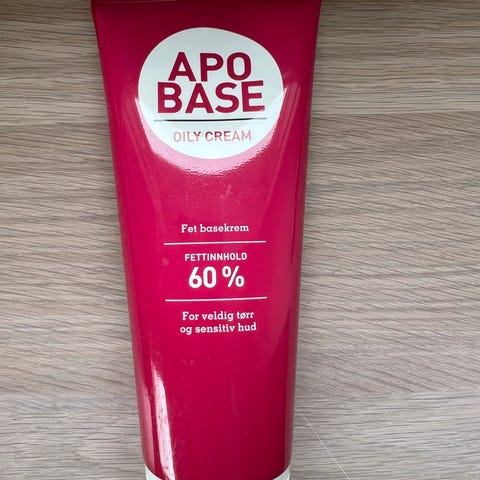 APO
BASE
OILY CREAM
Fet basekrem
FETTINNHOLD
60 %
For veldig tørr
og sensitiv hud